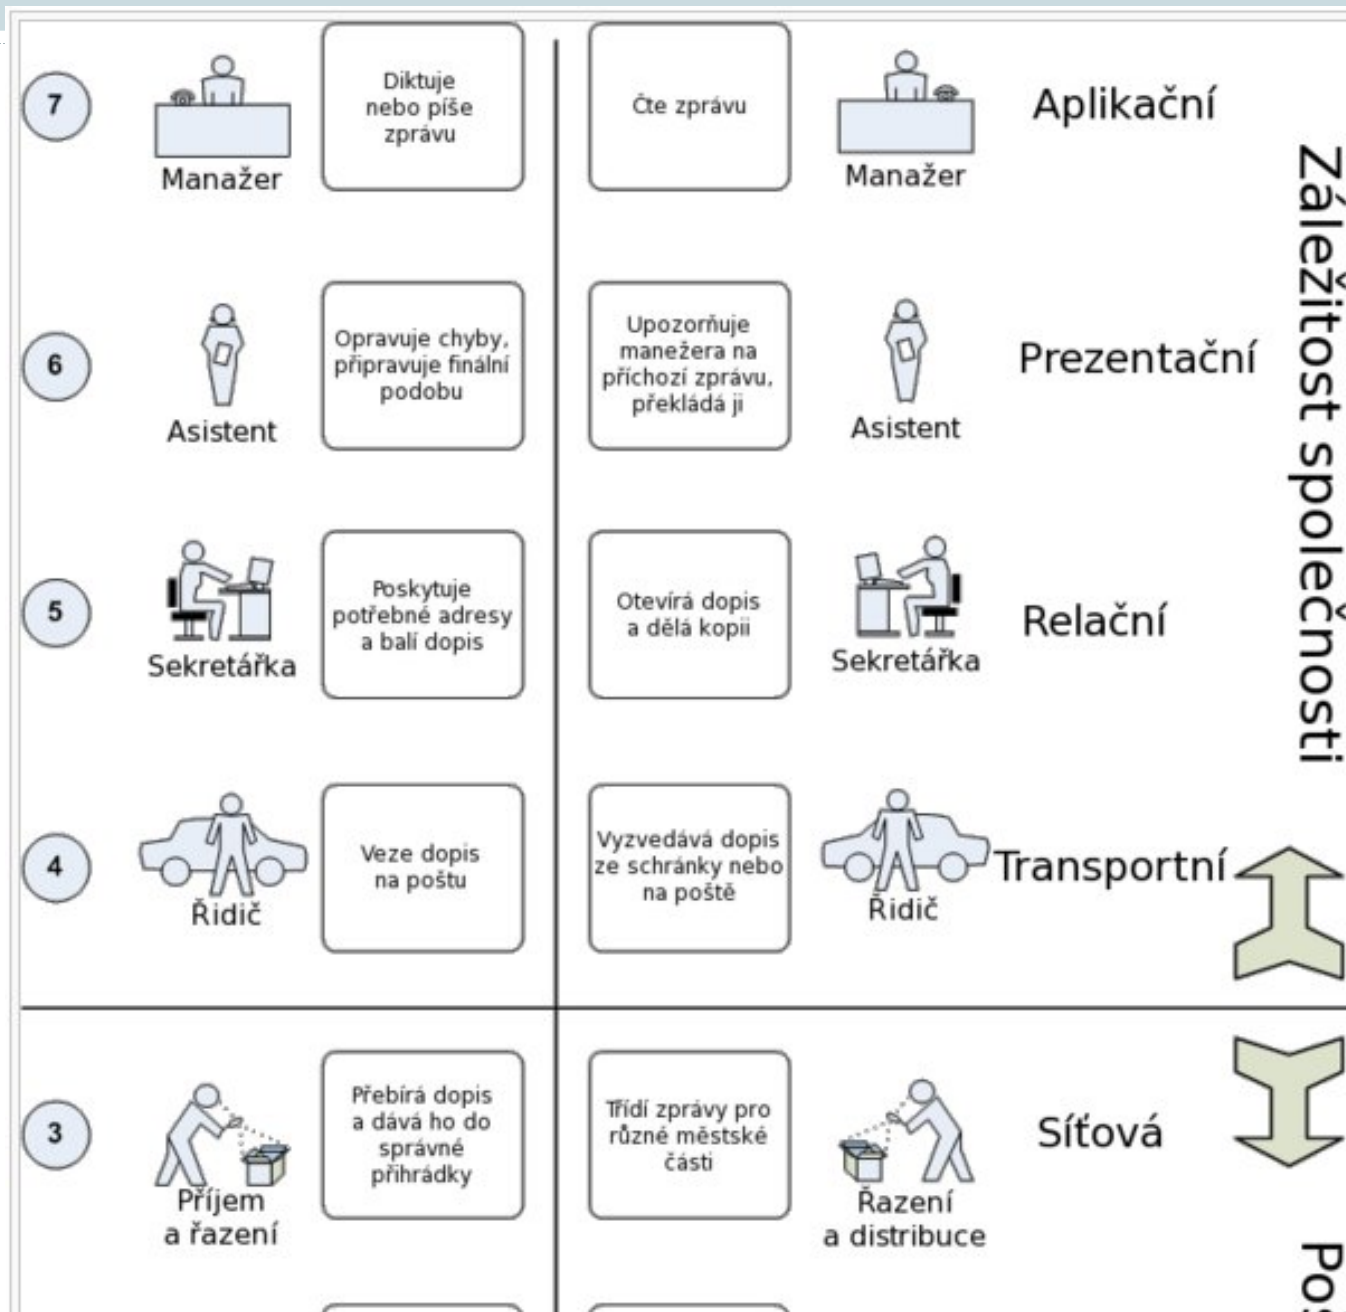 7
Manažer
Diktuje
nebo píše
zprávu
Čte zprávu
Manažer
Aplikační
6
Asistent
Opravuje chyby,
připravuje finální
podobu
Upozorňuje
manežera na
příchozí zprávu,
překládá ji
Asistent
Prezentační
5
Sekretářka
Poskytuje
potřebné adresy
a balí dopis
Otevírá dopis
a dělá kopii
Sekretářka
Relační
4
Řidič
Veze dopis
na poštu
Vyzvedává dopis
ze schránky nebo
na poště
Řidič
Transportní
Záležitost společnosti
3
Příjem
a řazení
Přebírá dopis
a dává ho do
správné
přihrádky
Třídí zprávy pro
různé městské
části
Řazení
a distribuce
Síťová